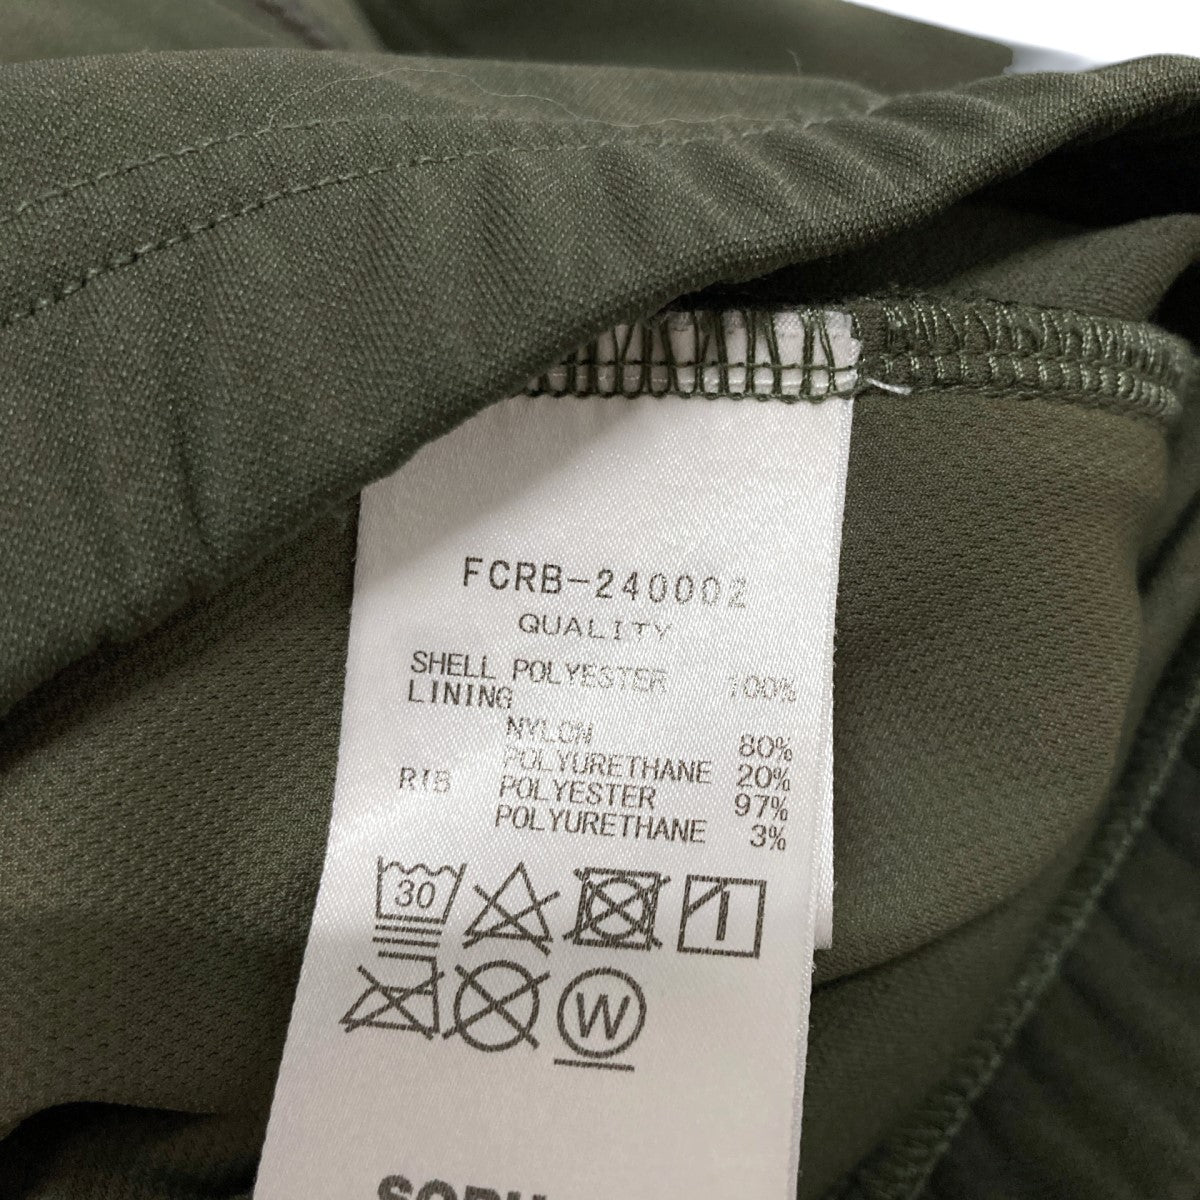 FCRB-240002
QUALITY
SHELL POLYESTER 100%
LINING
NYLON 80%
POLYURETHANE 20%
RIB POLYESTER 97%
POLYURETHANE 3%
30
W